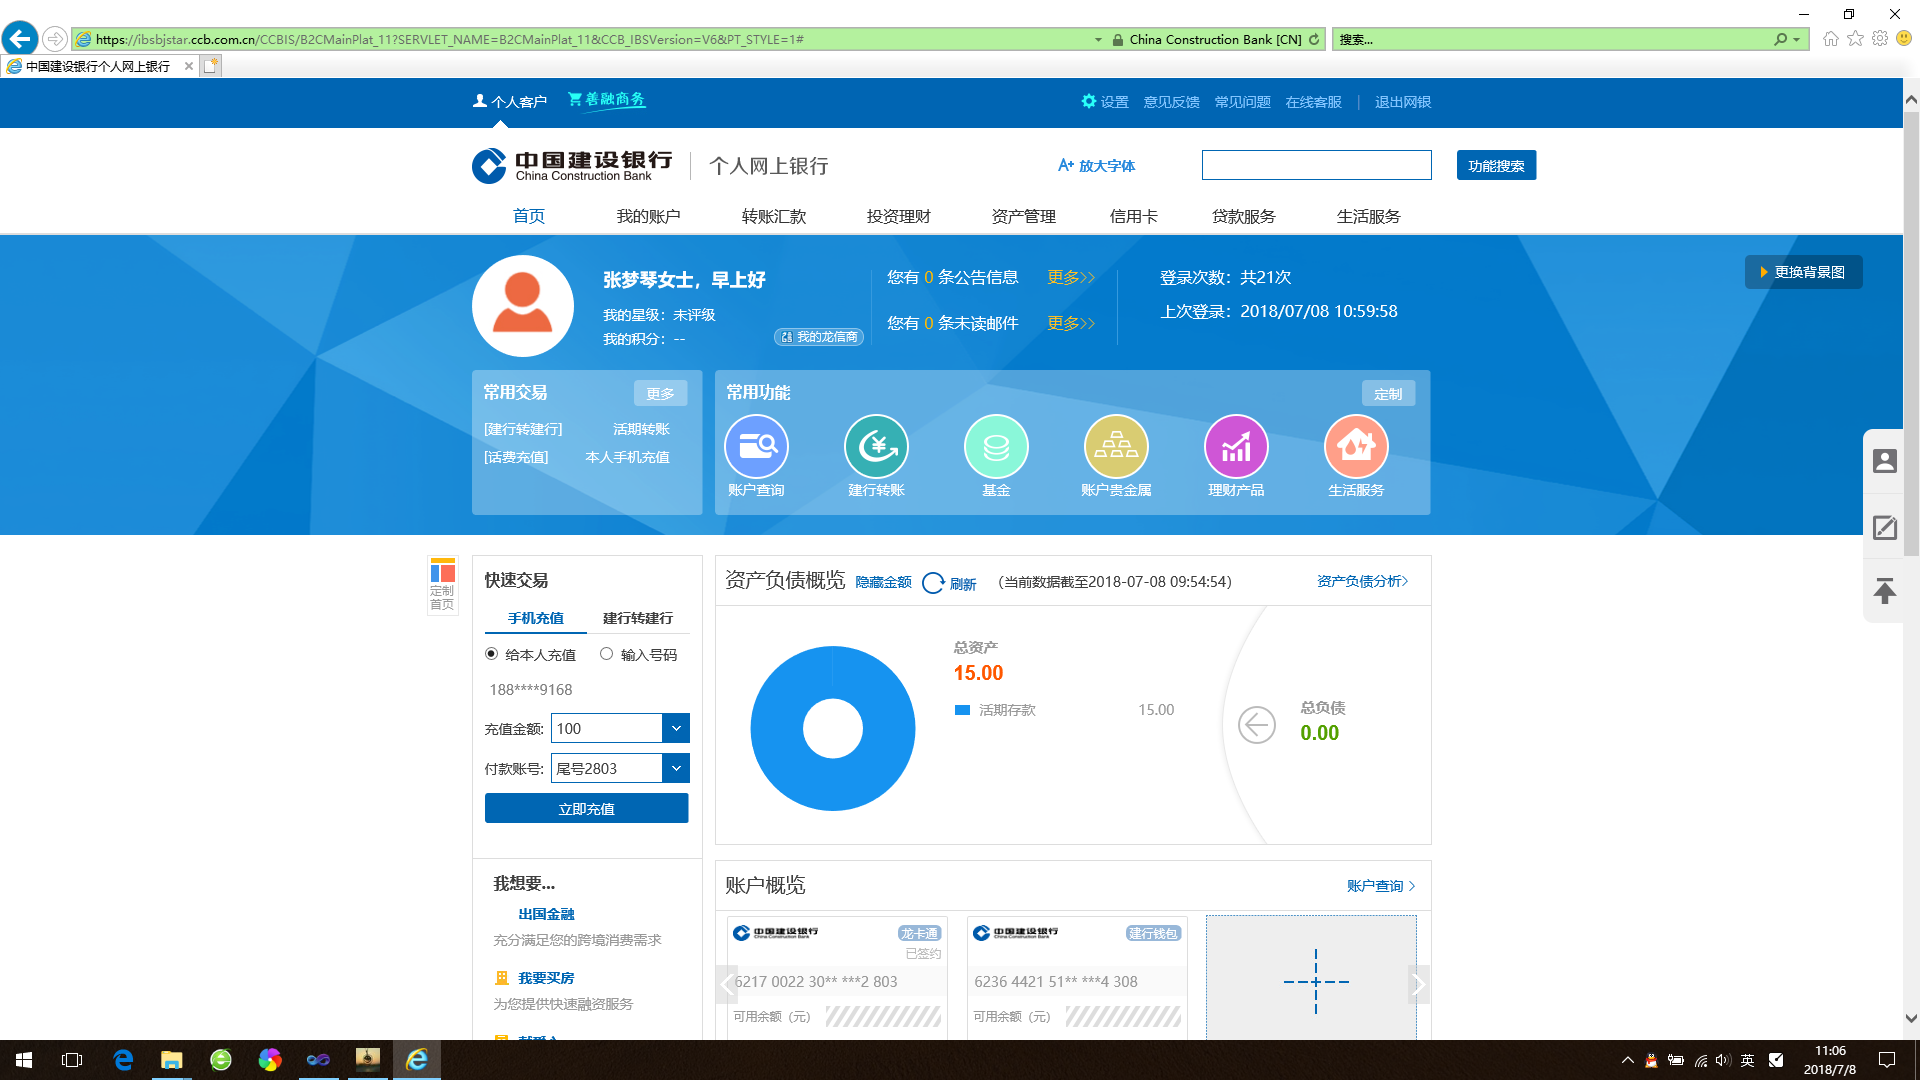 https://ibsbjstar.ccb.com.cn/CCBIS/B2CMainPlat_11?SERVLET_NAME=B2CMainPlat_11&CCB_IBSVersion=V6&PT_STYLE=1#
China Construction Bank [CN]
搜索...
中国建设银行个人网上银行
个人客户
善融商务
设置
意见反馈
常见问题
在线客服
|
退出网银
中国建设银行
China Construction Bank
个人网上银行
A+ 放大字体
功能搜索
首页
我的账户
转账汇款
投资理财
资产管理
信用卡
贷款服务
生活服务
张梦琴女士，早上好
我的星级：未评级
我的积分：--
我的龙信商
您有 0 条公告信息
更多>>
您有 0 条未读邮件
更多>>
登录次数：共21次
上次登录：2018/07/08 10:59:58
更换背景图
常用交易
更多
[建行转建行]
活期转账
[话费充值]
本人手机充值
常用功能
定制
账户查询
建行转账
基金
账户贵金属
理财产品
生活服务
定制
首页
快速交易
手机充值
建行转建行
给本人充值
输入号码
188****9168
充值金额:
100
付款账号:
尾号2803
立即充值
资产负债概览
隐藏金额
刷新
（当前数据截至2018-07-08 09:54:54）
资产负债分析>
总资产
15.00
活期存款
15.00
总负债
0.00
我想要...
出国金融
充分满足您的跨境消费需求
我要买房
为您提供快速融资服务
账户概览
账户查询 >
中国建设银行
China Construction Bank
龙卡通
已签约
6217 0022 30** ***2 803
可用余额（元）
中国建设银行
China Construction Bank
建行钱包
6236 4421 51** ***4 308
可用余额（元）
英
11:06
2018/7/8